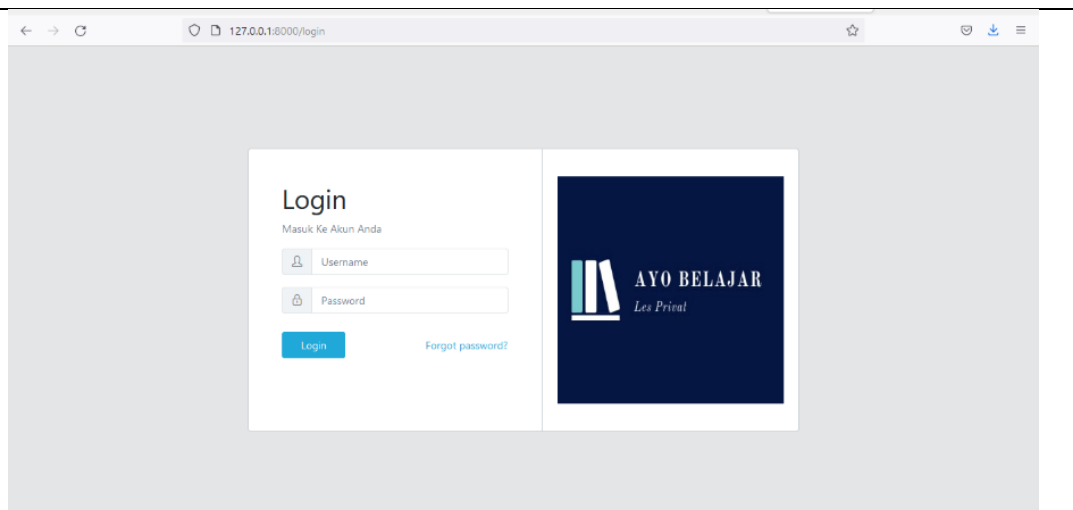 127.0.0.1:8000/login
Login
Masuk Ke Akun Anda
Username
Password
Login Forgot password?
AYO BELAJAR
Les Privat